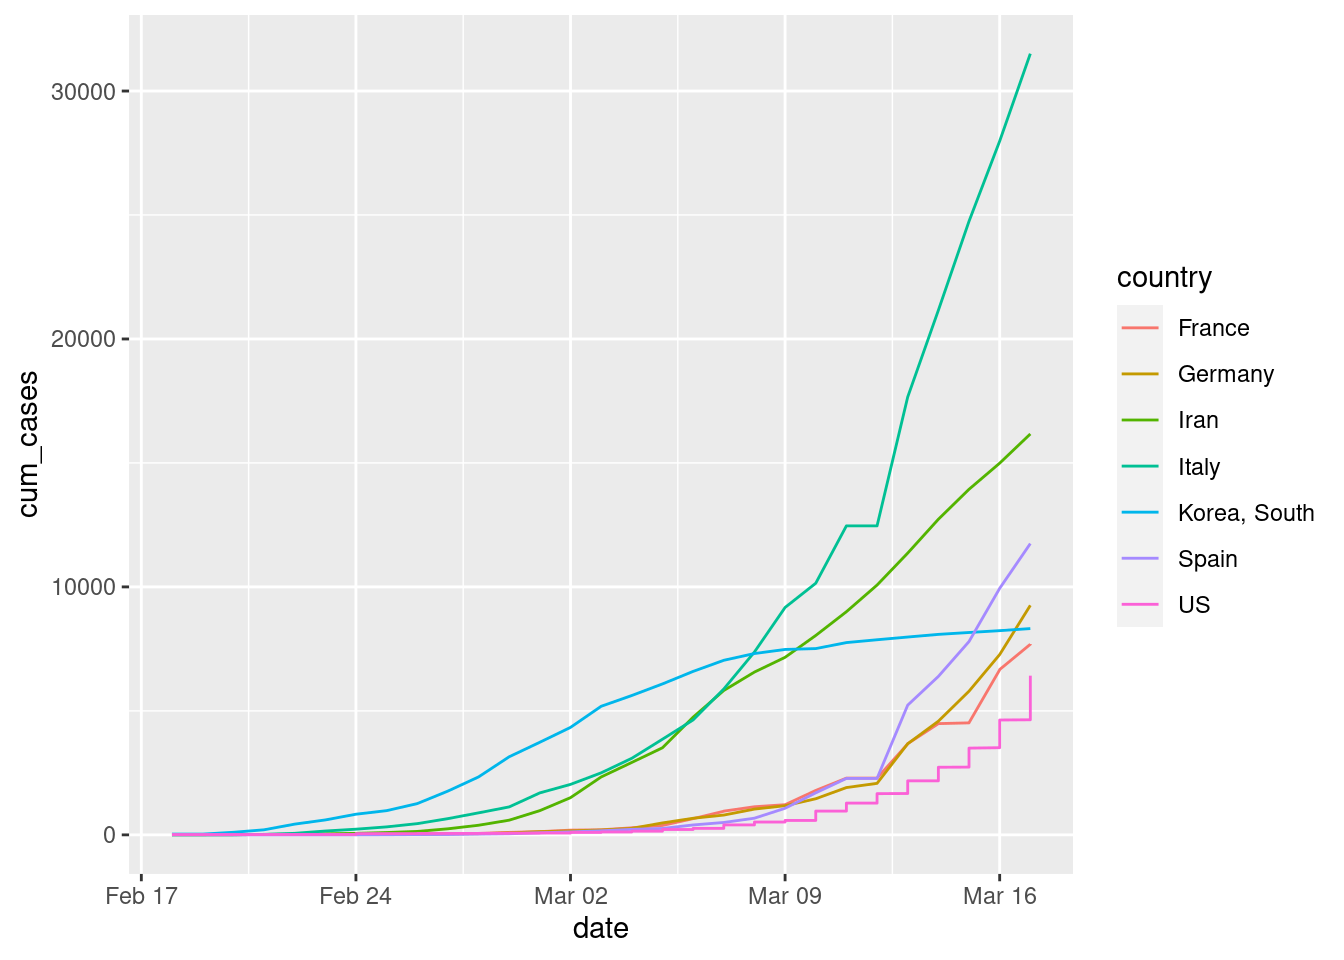 30000
20000
10000
0
cum_cases
Feb 17
Feb 24
Mar 02
Mar 09
Mar 16
date
country
France
Germany
Iran
Italy
Korea, South
Spain
US